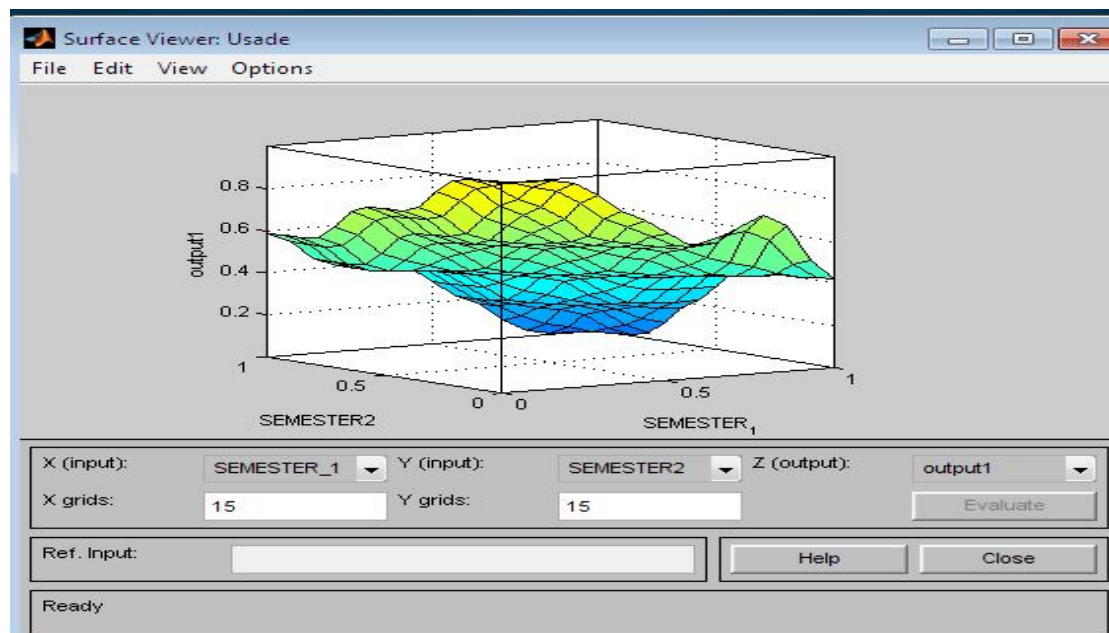 Surface Viewer: Usade
File Edit View Options
0.8
0.6
0.4
0.2
output1
1
0.5
0
SEMESTER2
0
0.5
1
SEMESTER1
X (input): SEMESTER_1 Y (input): SEMESTER2 Z (output): output1
X grids: 15 Y grids: 15 Evaluate
Ref. Input: Help Close
Ready